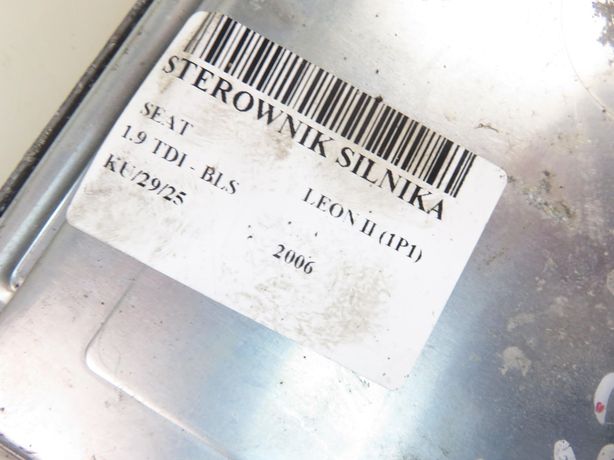 STEROWNIK SILNIKA
SEAT LEON II (1P1)
1.9 TDI - BLS 2006
KU/29/25